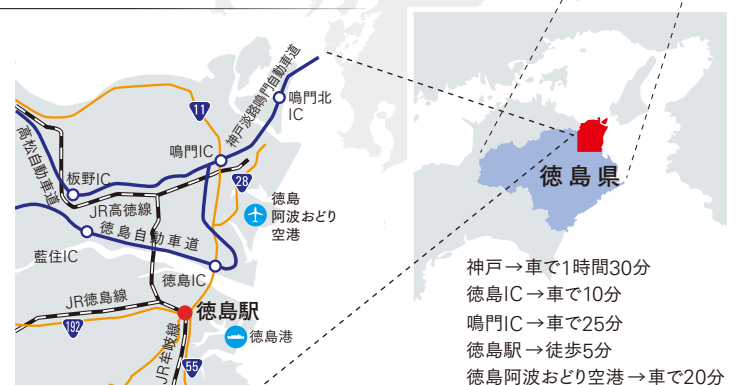 神戸淡路鳴門自動車道
鳴門北
IC
11
鳴門IC
高松自動車道
板野IC
28
徳島
阿波おどり
空港
JR高徳線
徳島自動車道
藍住IC
徳島IC
JR徳島線
徳島駅
192
徳島港
JR牟岐線
55
徳島県
神戸→車で1時間30分
徳島IC→車で10分
鳴門IC→車で25分
徳島駅→徒歩5分
徳島阿波おどり空港→車で20分